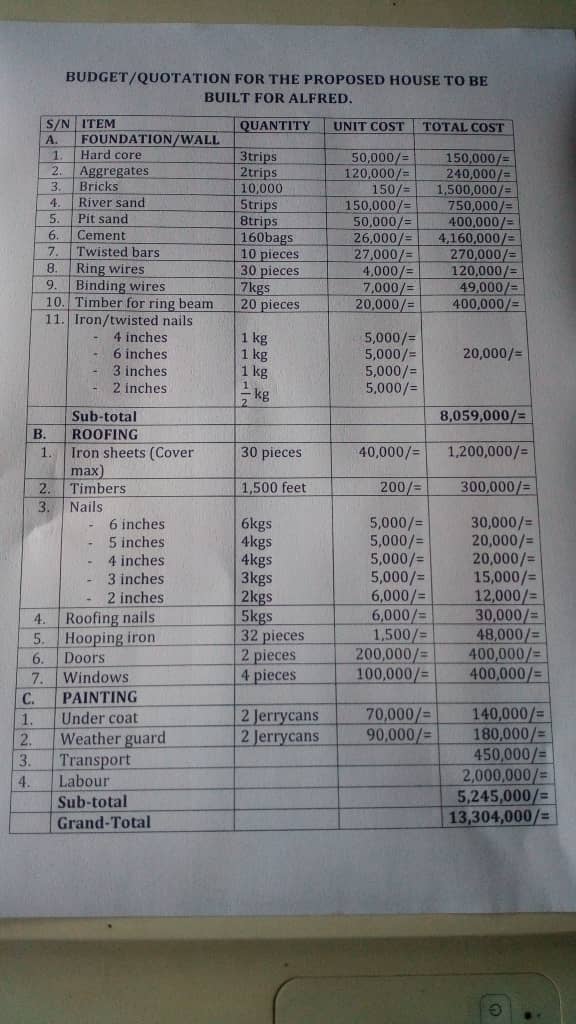 BUDGET/QUOTATION FOR THE PROPOSED HOUSE TO BE
BUILT FOR ALFRED.
S/N ITEM QUANTITY UNIT COST TOTAL COST
A. FOUNDATION/WALL
1. Hard core 3trips 50,000/= 150,000/=
2. Aggregates 2trips 120,000/= 240,000/=
3. Bricks 10,000 150/= 1,500,000/=
4. River sand 5trips 150,000/= 750,000/=
5. Pit sand 8trips 50,000/= 400,000/=
6. Cement 160bags 26,000/= 4,160,000/=
7. Twisted bars 10 pieces 27,000/= 270,000/=
8. Ring wires 30 pieces 4,000/= 120,000/=
9. Binding wires 7kgs 7,000/= 49,000/=
10. Timber for ring beam 20 pieces 20,000/= 400,000/=
11. Iron/twisted nails
- 4 inches 1 kg 5,000/=
- 6 inches 1 kg 5,000/= 20,000/=
- 3 inches 1 kg 5,000/=
- 2 inches 1/2 kg 5,000/=
Sub-total 8,059,000/=
B. ROOFING
1. Iron sheets (Cover 30 pieces 40,000/= 1,200,000/=
max)
2. Timbers 1,500 feet 200/= 300,000/=
3. Nails
- 6 inches 6kgs 5,000/= 30,000/=
- 5 inches 4kgs 5,000/= 20,000/=
- 4 inches 4kgs 5,000/= 20,000/=
- 3 inches 3kgs 5,000/= 15,000/=
- 2 inches 2kgs 6,000/= 12,000/=
4. Roofing nails 5kgs 6,000/= 30,000/=
5. Hooping iron 32 pieces 1,500/= 48,000/=
6. Doors 2 pieces 200,000/= 400,000/=
7. Windows 4 pieces 100,000/= 400,000/=
C. PAINTING
1. Under coat 2 Jerrycans 70,000/= 140,000/=
2. Weather guard 2 Jerrycans 90,000/= 180,000/=
3. Transport 450,000/=
4. Labour 2,000,000/=
Sub-total 5,245,000/=
Grand-Total 13,304,000/=